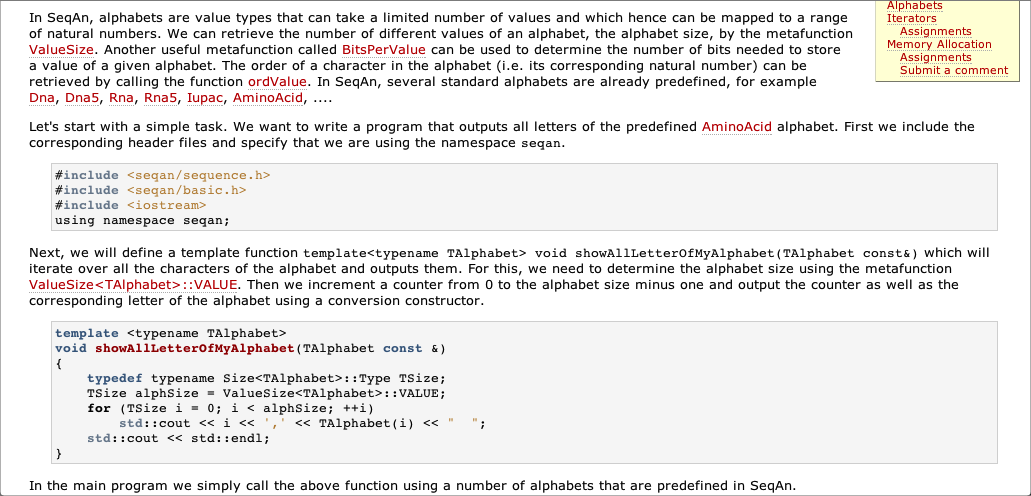 In SeqAn, alphabets are value types that can take a limited number of values and which hence can be mapped to a range
of natural numbers. We can retrieve the number of different values of an alphabet, the alphabet size, by the metafunction
ValueSize. Another useful metafunction called BitsPerValue can be used to determine the number of bits needed to store
a value of a given alphabet. The order of a character in the alphabet (i.e. its corresponding natural number) can be
retrieved by calling the function ordValue. In SeqAn, several standard alphabets are already predefined, for example
Dna, Dna5, Rna, Rna5, Iupac, AminoAcid, ....
Alphabets
Iterators
Assignments
Memory Allocation
Assignments
Submit a comment
Let's start with a simple task. We want to write a program that outputs all letters of the predefined AminoAcid alphabet. First we include the
corresponding header files and specify that we are using the namespace seqan.
#include <seqan/sequence.h>
#include <seqan/basic.h>
#include <iostream>
using namespace seqan;
Next, we will define a template function template<typename TAlphabet> void showAllLetterOfMyAlphabet(TAlphabet const&) which will
iterate over all the characters of the alphabet and outputs them. For this, we need to determine the alphabet size using the metafunction
ValueSize<TAlphabet>::VALUE. Then we increment a counter from 0 to the alphabet size minus one and output the counter as well as the
corresponding letter of the alphabet using a conversion constructor.
template <typename TAlphabet>
void showAllLetterOfMyAlphabet(TAlphabet const &)
{
    typedef typename Size<TAlphabet>::Type TSize;
    TSize alphSize = ValueSize<TAlphabet>::VALUE;
    for (TSize i = 0; i < alphSize; ++i)
        std::cout << i << ',' << TAlphabet(i) << "  ";
    std::cout << std::endl;
}
In the main program we simply call the above function using a number of alphabets that are predefined in SeqAn.